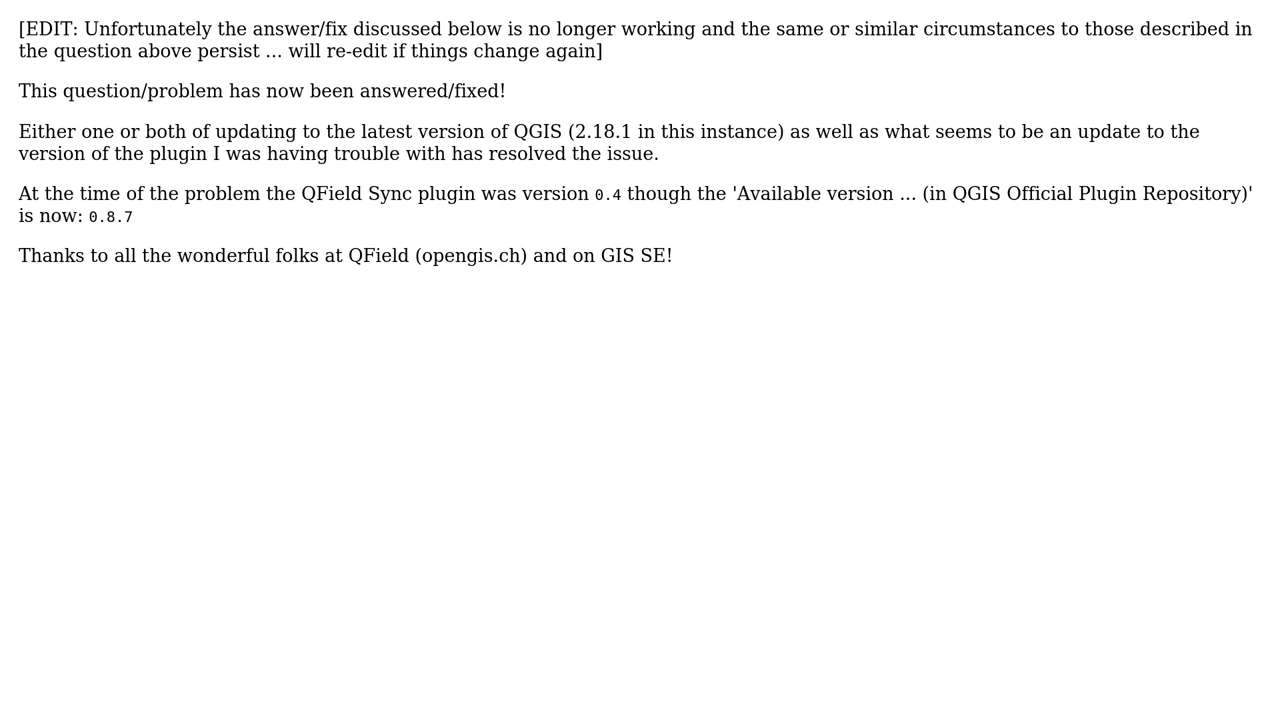 [EDIT: Unfortunately the answer/fix discussed below is no longer working and the same or similar circumstances to those described in
the question above persist ... will re-edit if things change again]
This question/problem has now been answered/fixed!
Either one or both of updating to the latest version of QGIS (2.18.1 in this instance) as well as what seems to be an update to the
version of the plugin I was having trouble with has resolved the issue.
At the time of the problem the QField Sync plugin was version 0.4 though the 'Available version ... (in QGIS Official Plugin Repository)'
is now: 0.8.7
Thanks to all the wonderful folks at QField (opengis.ch) and on GIS SE!